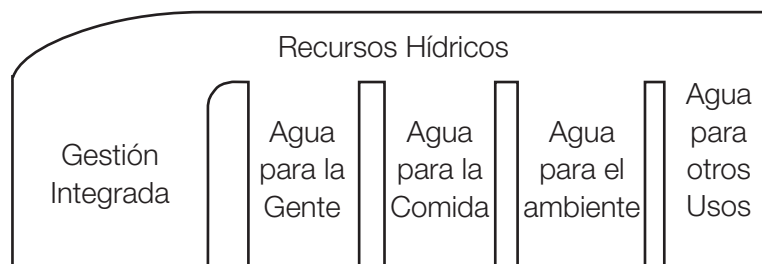 Recursos Hídricos
Gestión
Integrada
Agua
para la
Gente
Agua
para la
Comida
Agua
para el
ambiente
Agua
para
otros
Usos